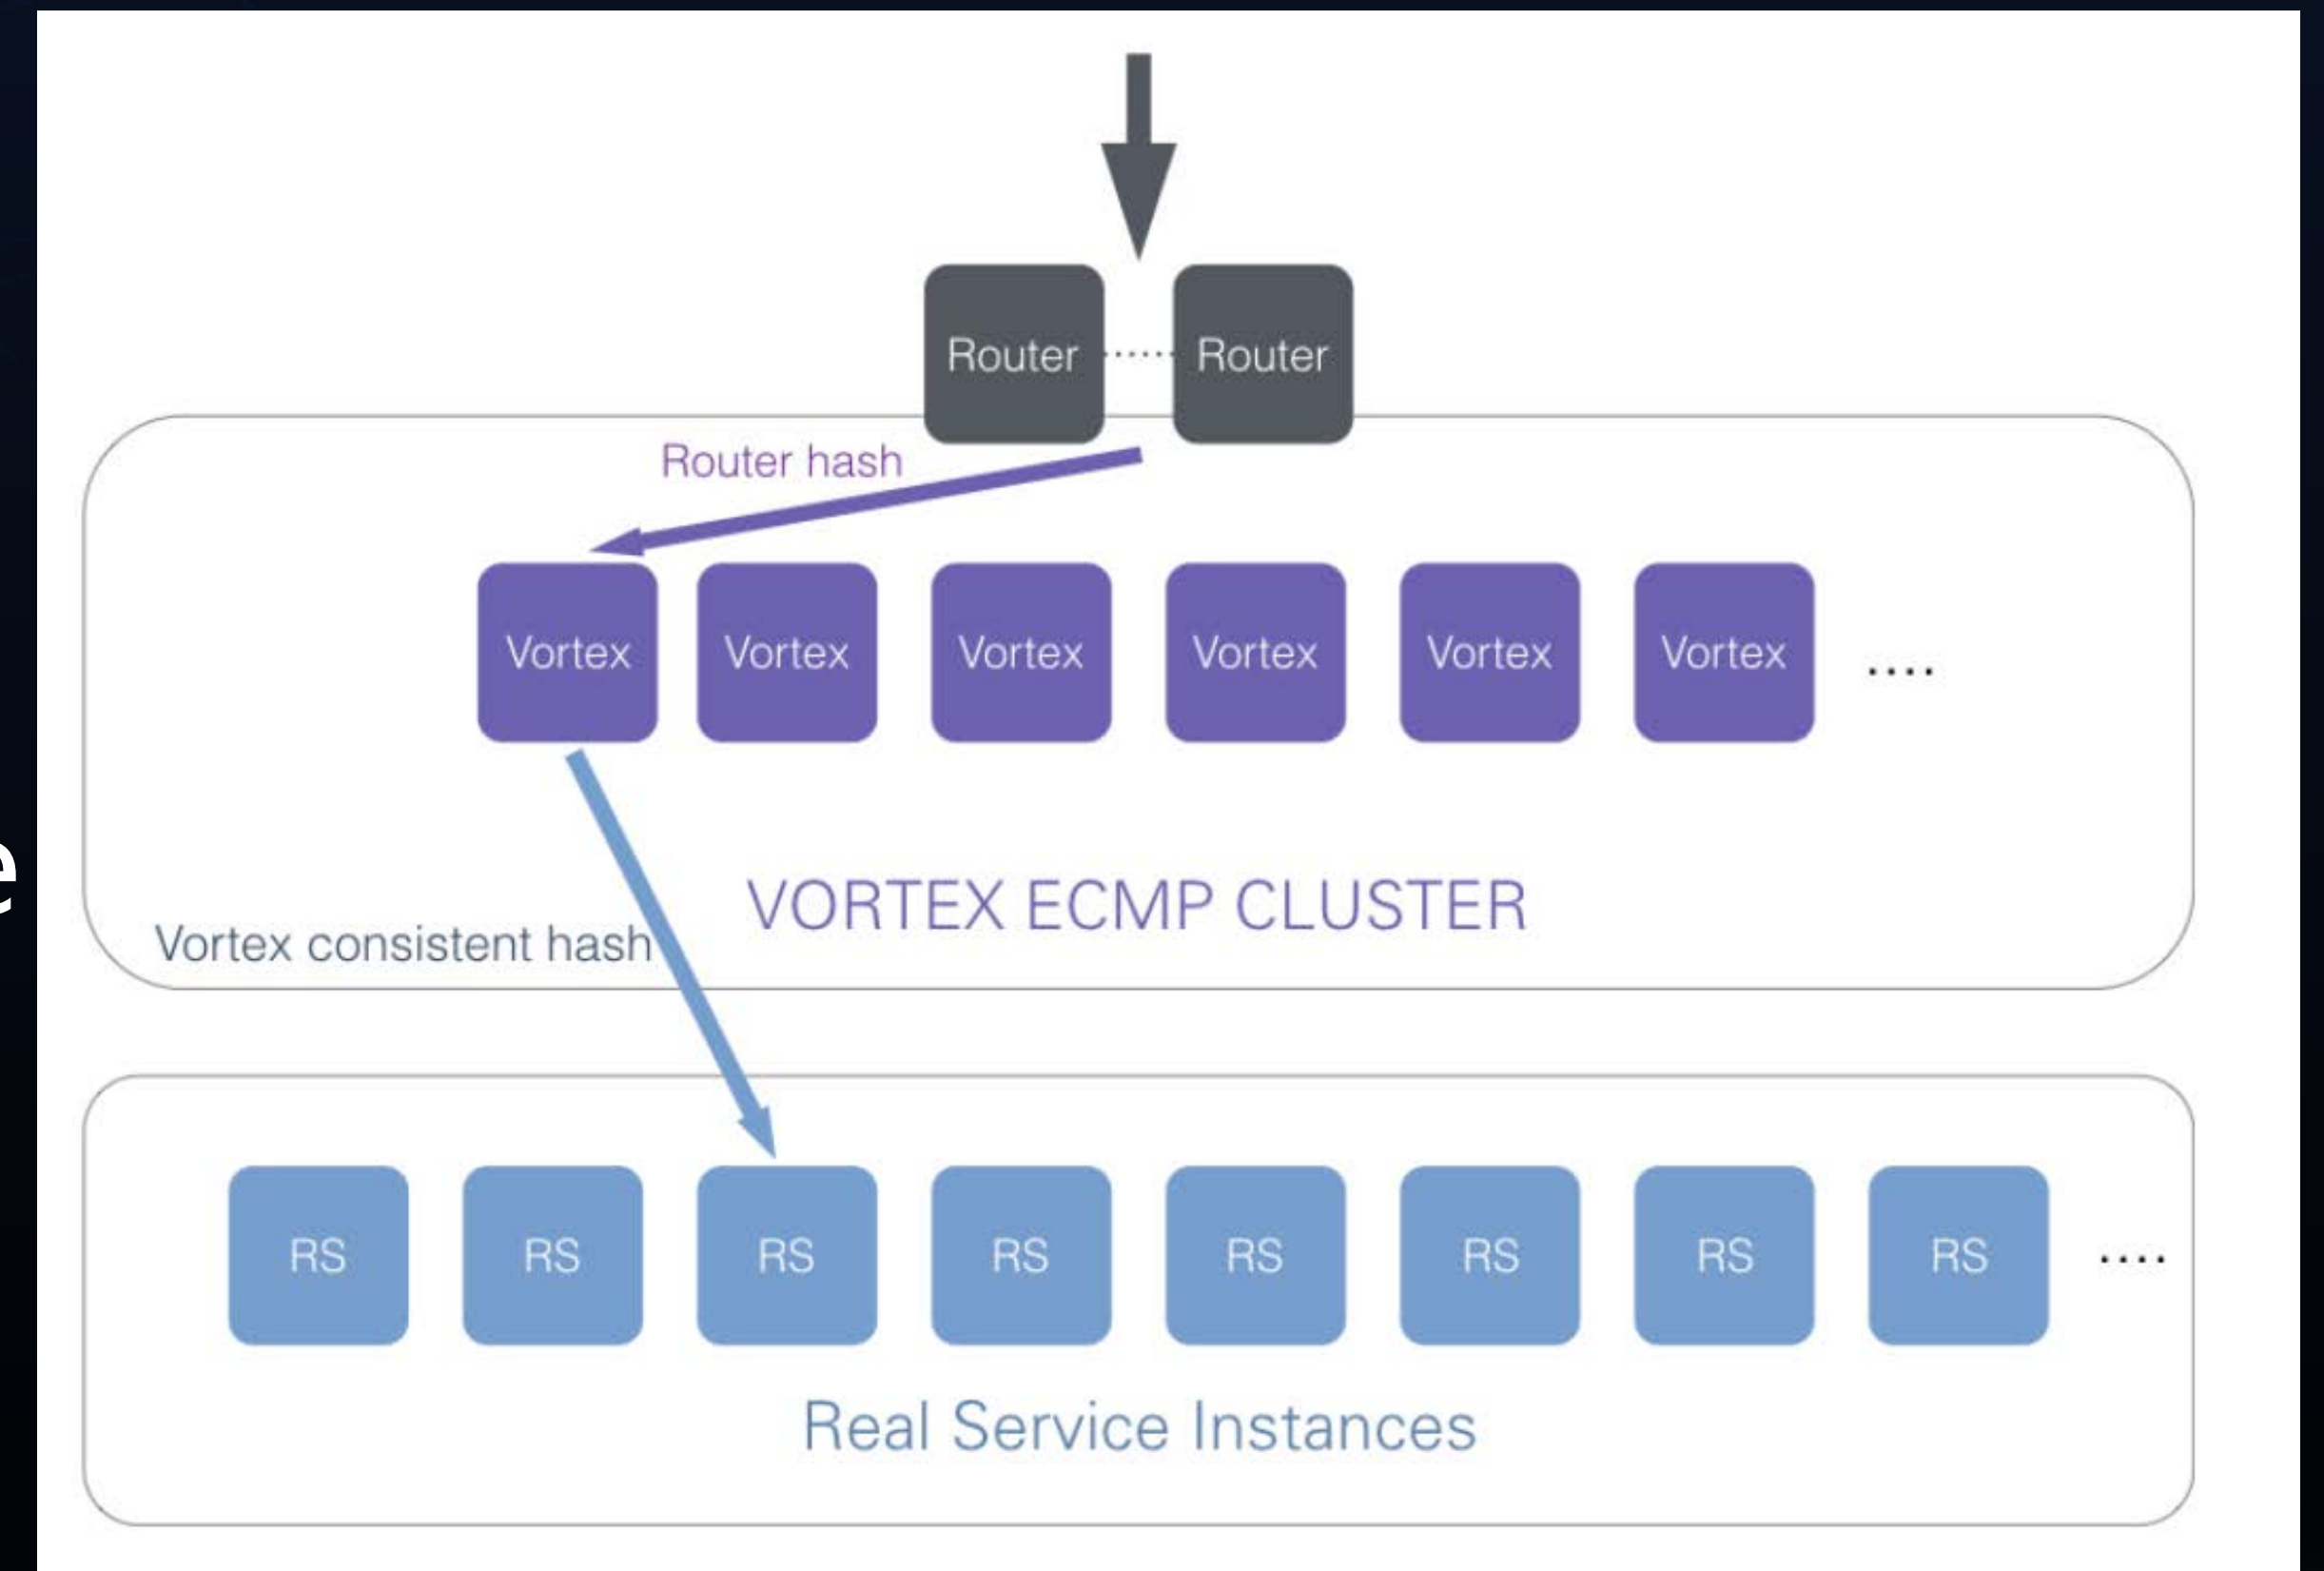 Router ...... Router
Router hash
Vortex Vortex Vortex Vortex Vortex Vortex ....
e
VORTEX ECMP CLUSTER
Vortex consistent hash
RS RS RS RS RS RS RS RS ....
Real Service Instances